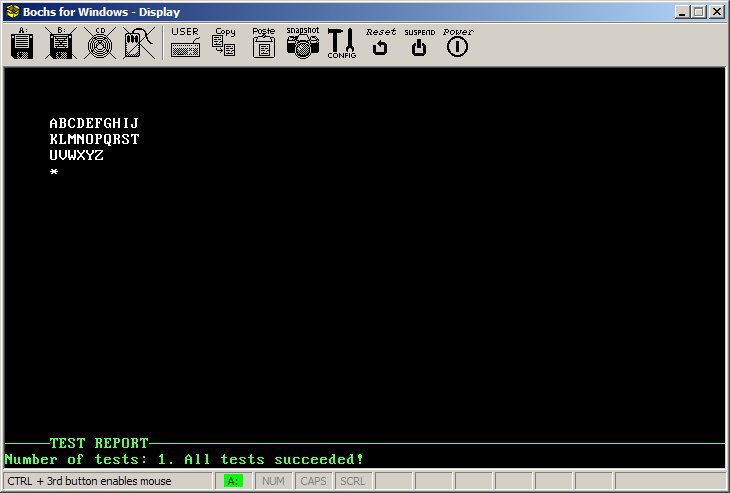 Bochs for Windows - Display
A: B: CD USER Copy Paste snapshot CONFIG Reset SUSPEND Power
ABCDEFGHIJ
KLMNOPQRST
UVWXYZ
*
TEST REPORT
Number of tests: 1. All tests succeeded!
CTRL + 3rd button enables mouse A: NUM CAPS SCRL